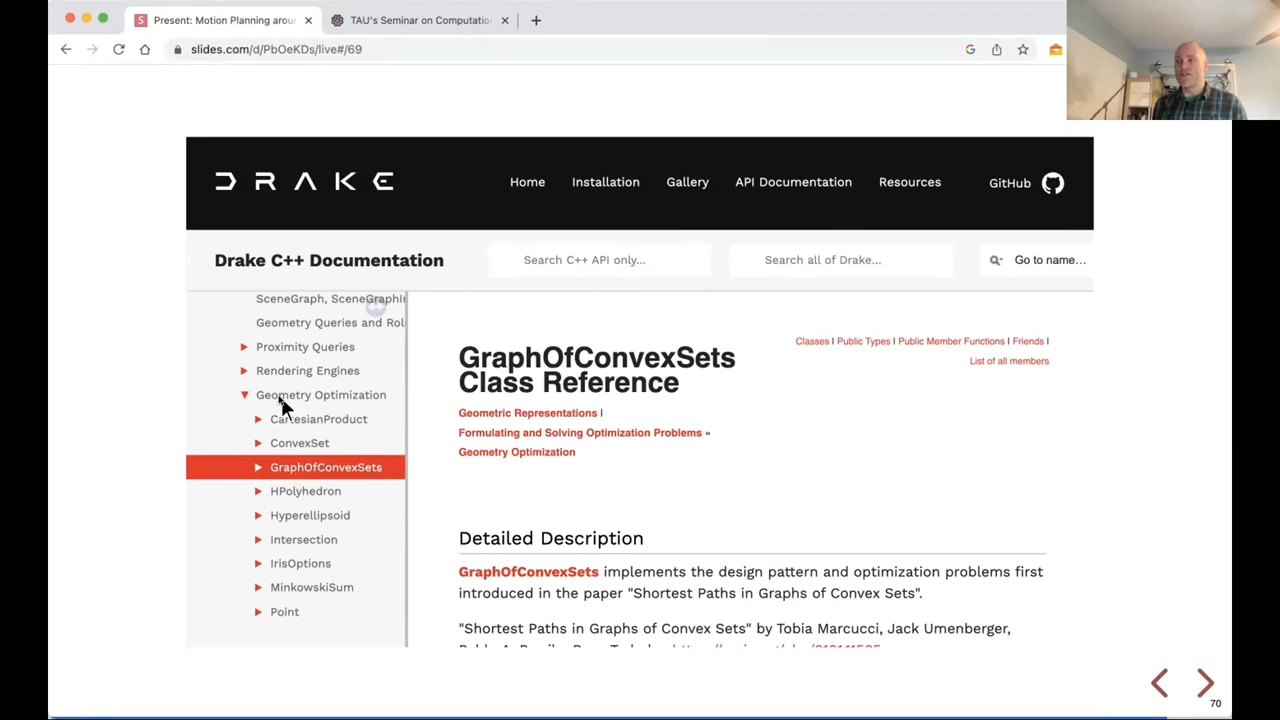 Present: Motion Planning arou
TAU's Seminar on Computatio
slides.com/d/PbOeKDs/live#/69
DRAKE
Home Installation Gallery API Documentation Resources GitHub
Drake C++ Documentation
Search C++ API only...
Search all of Drake...
Go to name...
SceneGraph, SceneGraphIn
Geometry Queries and Rol
Proximity Queries
Rendering Engines
Geometry Optimization
CartesianProduct
ConvexSet
GraphOfConvexSets
HPolyhedron
Hyperellipsoid
Intersection
IrisOptions
MinkowskiSum
Point
GraphOfConvexSets
Class Reference
Classes | Public Types | Public Member Functions | Friends |
List of all members
Geometric Representations |
Formulating and Solving Optimization Problems »
Geometry Optimization
Detailed Description
GraphOfConvexSets implements the design pattern and optimization problems first
introduced in the paper "Shortest Paths in Graphs of Convex Sets".
"Shortest Paths in Graphs of Convex Sets" by Tobia Marcucci, Jack Umenberger,
70